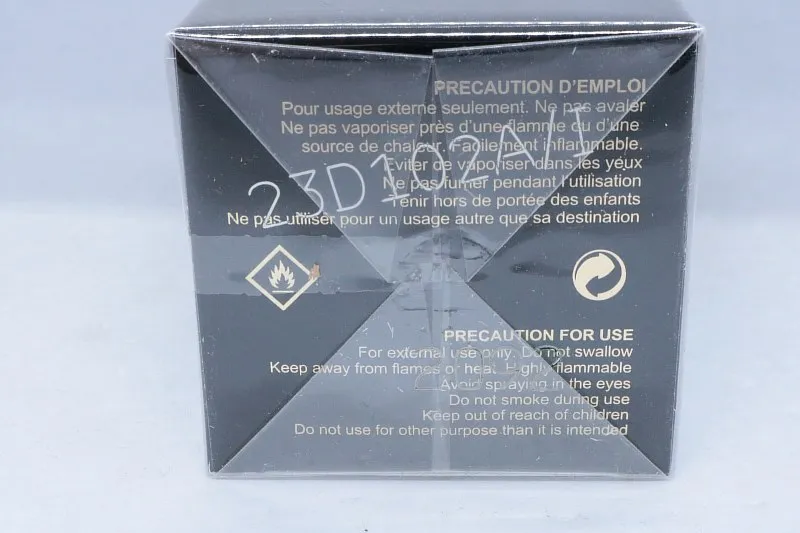 PRECAUTION D'EMPLOI
Pour usage externe seulement. Ne pas avaler
Ne pas vaporiser près d'une flamme ou d'une
source de chaleur. Facilement inflammable.
Eviter de vaporiser dans les yeux
Ne pas fumer pendant l'utilisation
Tenir hors de portée des enfants
Ne pas utiliser pour un usage autre que sa destination
23D102A/1
PRECAUTION FOR USE
For external use only. Do not swallow
Keep away from flames or heat. Highly flammable
Avoid spraying in the eyes
Do not smoke during use
Keep out of reach of children
Do not use for other purpose than it is intended